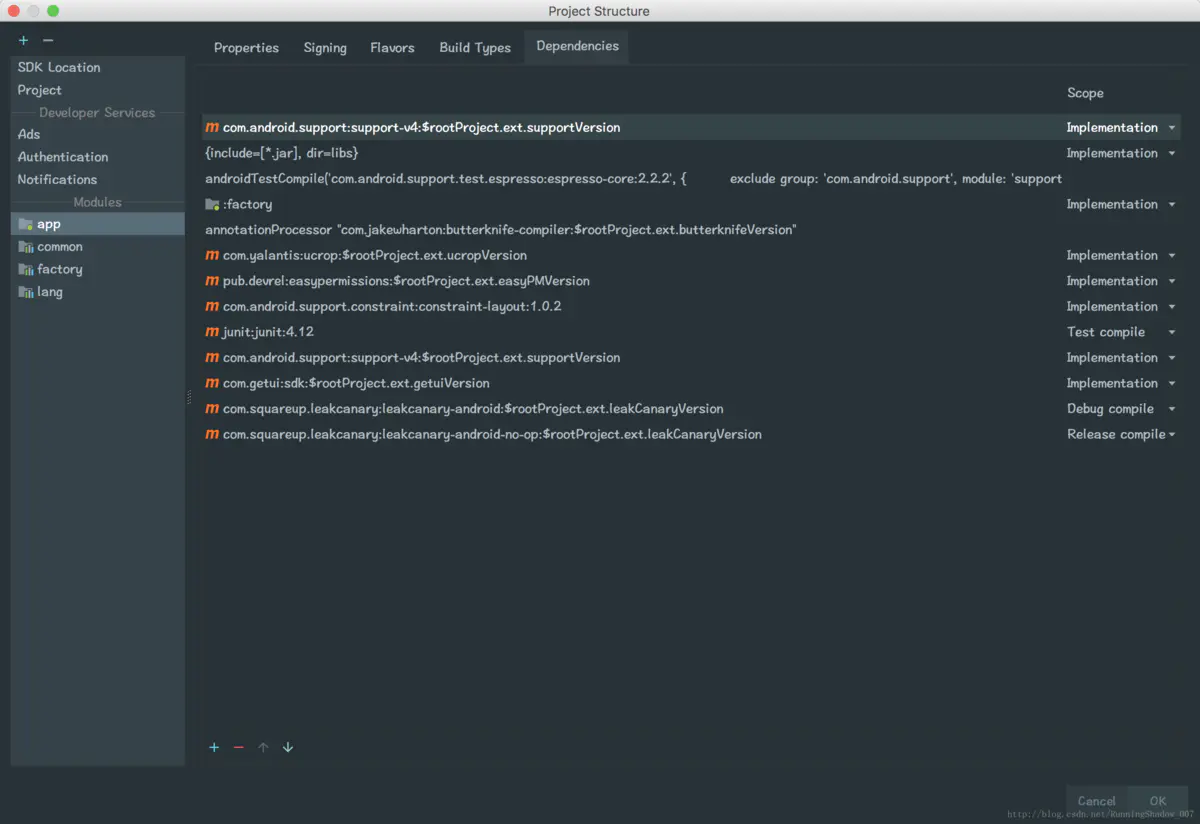 Project Structure
+ −
Properties Signing Flavors Build Types Dependencies
SDK Location
Project
Developer Services
Ads
Authentication
Notifications
Modules
app
common
factory
lang
Scope
m com.android.support:support-v4:$rootProject.ext.supportVersion Implementation
{include=[*.jar], dir=libs} Implementation
androidTestCompile('com.android.support.test.espresso:espresso-core:2.2.2', { exclude group: 'com.android.support', module: 'support
:factory Implementation
annotationProcessor "com.jakewharton:butterknife-compiler:$rootProject.ext.butterknifeVersion"
m com.yalantis:ucrop:$rootProject.ext.ucropVersion Implementation
m pub.devrel:easypermissions:$rootProject.ext.easyPMVersion Implementation
m com.android.support.constraint:constraint-layout:1.0.2 Implementation
m junit:junit:4.12 Test compile
m com.android.support:support-v4:$rootProject.ext.supportVersion Implementation
m com.getui:sdk:$rootProject.ext.getuiVersion Implementation
m com.squareup.leakcanary:leakcanary-android:$rootProject.ext.leakCanaryVersion Debug compile
m com.squareup.leakcanary:leakcanary-android-no-op:$rootProject.ext.leakCanaryVersion Release compile
+ − ↑ ↓
Cancel OK
http://blog.csdn.net/RunningShadow_007